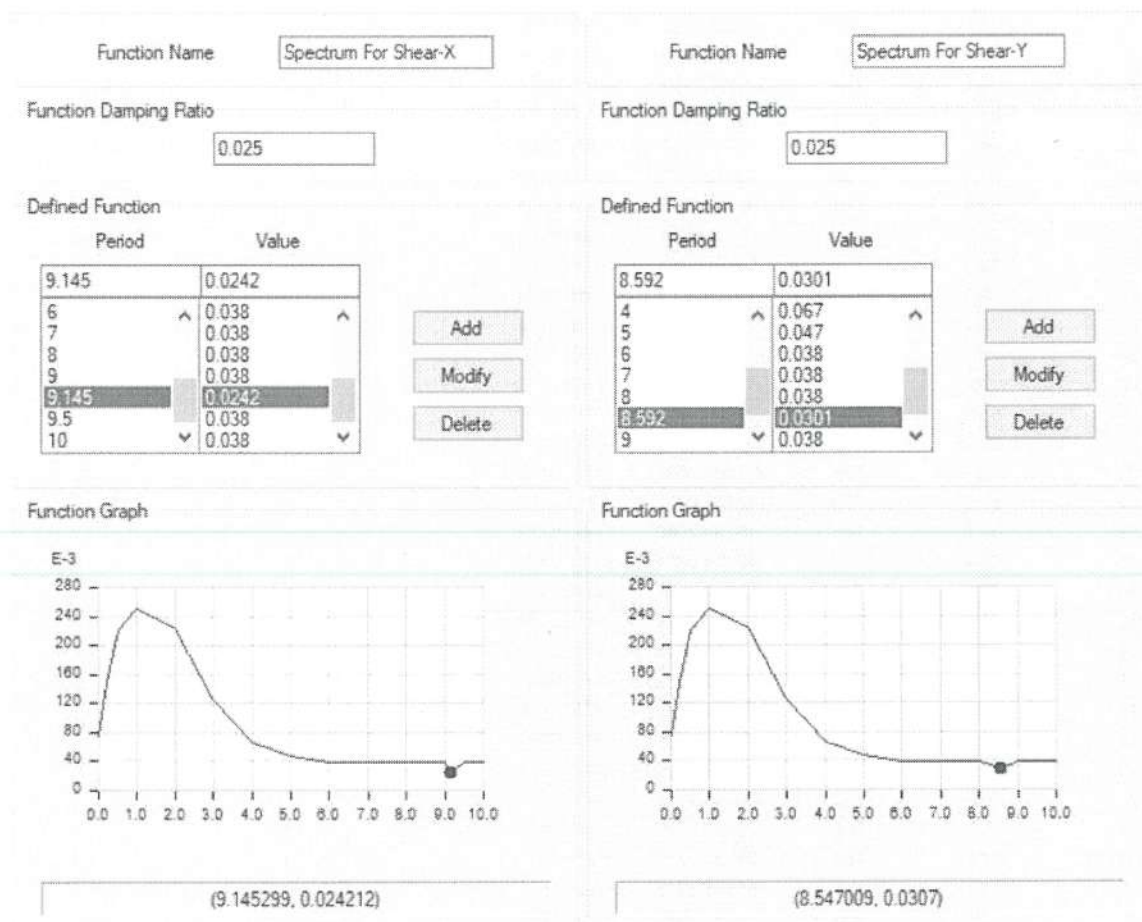 Function Name Spectrum For Shear-X
Function Damping Ratio
0.025
Defined Function
Period Value
9.145 0.0242
6 0.038
7 0.038
8 0.038
9 0.038
9.145 0.0242
9.5 0.038
10 0.038
Add
Modify
Delete
Function Graph
E-3
280
240
200
160
120
80
40
0
0.0 1.0 2.0 3.0 4.0 5.0 6.0 7.0 8.0 9.0 10.0
(9.145299, 0.024212)
Function Name Spectrum For Shear-Y
Function Damping Ratio
0.025
Defined Function
Period Value
8.592 0.0301
4 0.067
5 0.047
6 0.038
7 0.038
8 0.038
8.592 0.0301
9 0.038
Add
Modify
Delete
Function Graph
E-3
280
240
200
160
120
80
40
0
0.0 1.0 2.0 3.0 4.0 5.0 6.0 7.0 8.0 9.0 10.0
(8.547009, 0.0307)